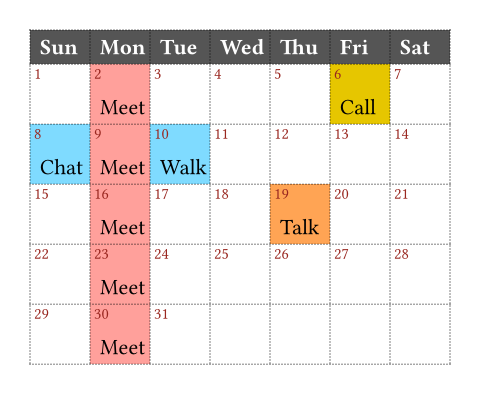 Sun Mon Tue Wed Thu Fri Sat
1 2 3 4 5 6 7
Meet Call
8 9 10 11 12 13 14
Chat Meet Walk
15 16 17 18 19 20 21
Meet Talk
22 23 24 25 26 27 28
Meet
29 30 31
Meet